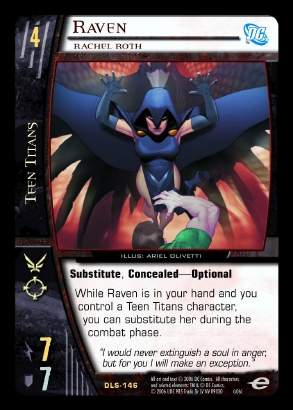 4
RAVEN
RACHEL ROTH
DC
TEEN TITANS
ILLUS: ARIEL OLIVETTI
Substitute, Concealed—Optional
While Raven is in your hand and you
control a Teen Titans character,
you can substitute her during the
combat phase.
"I would never extinguish a soul in anger,
but for you I will make an exception."
7
7
DLS-146